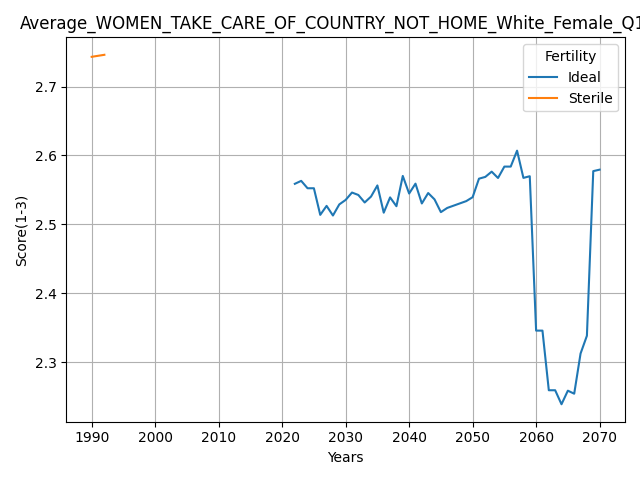 Average_WOMEN_TAKE_CARE_OF_COUNTRY_NOT_HOME_White_Female_Q1
Fertility
Ideal
Sterile
Score(1-3)
2.7
2.6
2.5
2.4
2.3
1990 2000 2010 2020 2030 2040 2050 2060 2070
Years